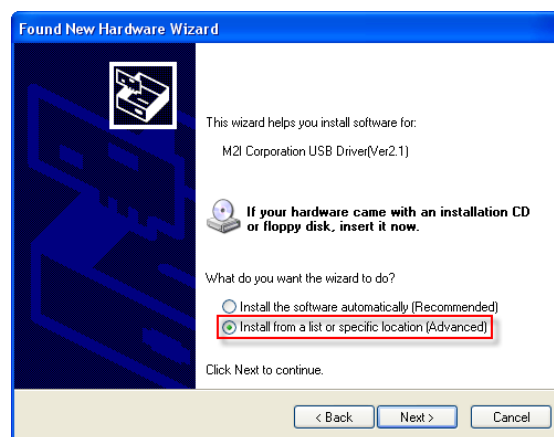 Found New Hardware Wizard
This wizard helps you install software for:
M2I Corporation USB Driver(Ver2.1)
If your hardware came with an installation CD
or floppy disk, insert it now.
What do you want the wizard to do?
Install the software automatically (Recommended)
Install from a list or specific location (Advanced)
Click Next to continue.
< Back Next > Cancel